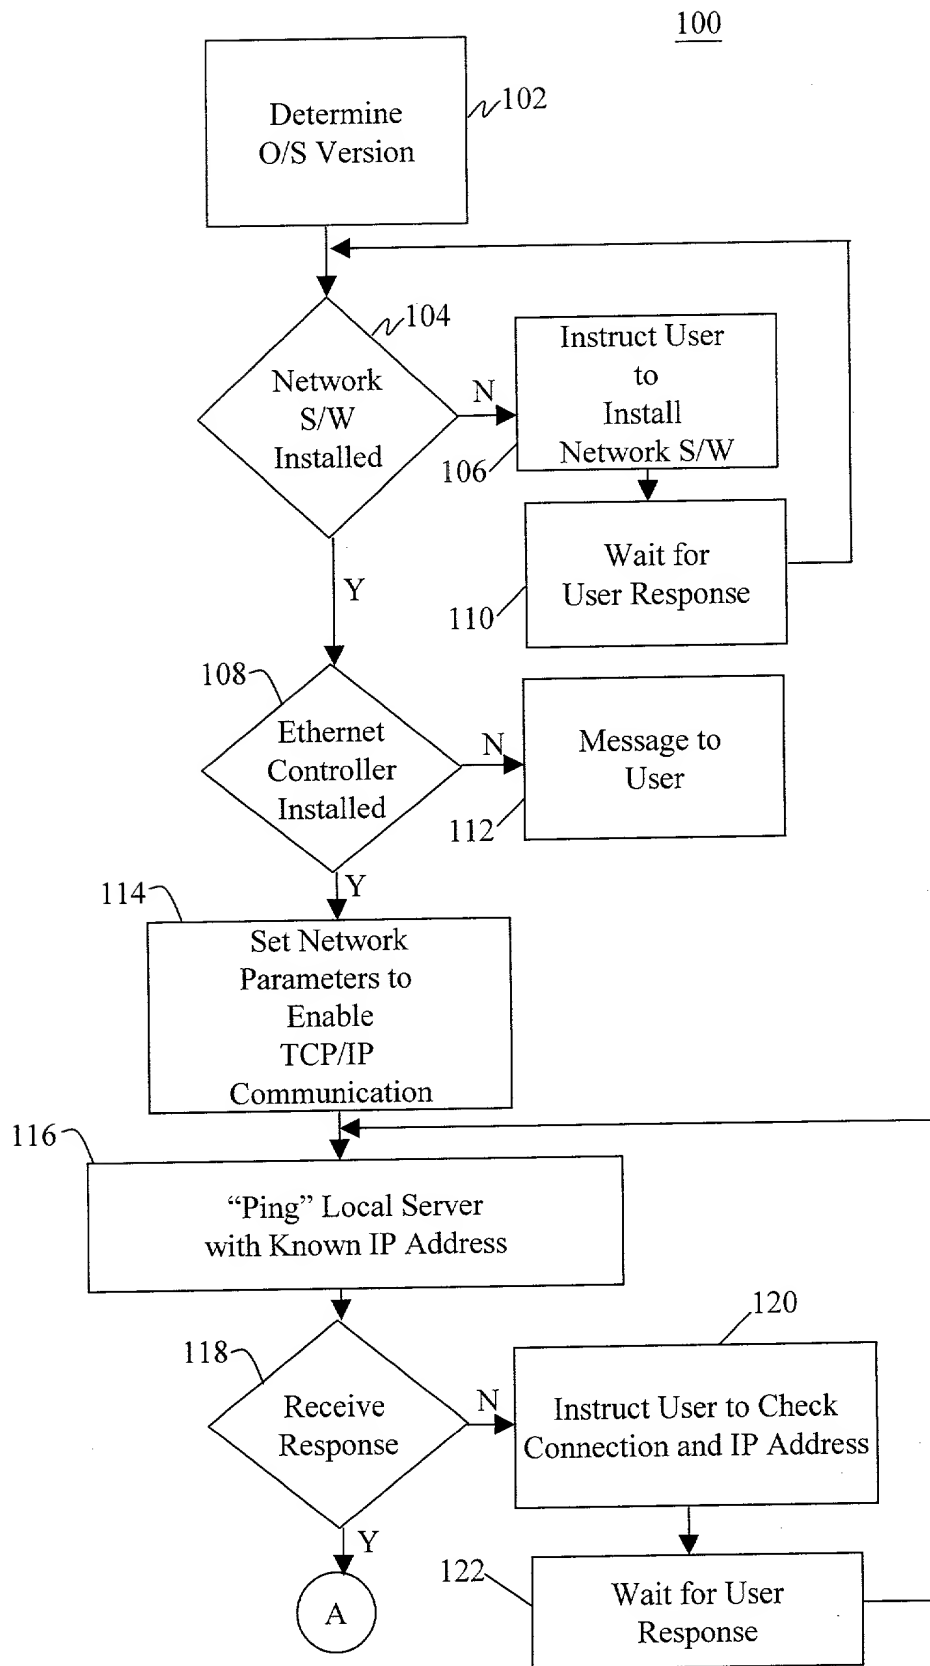 100
Determine
O/S Version
102
104
Network
S/W
Installed
N
Instruct User
to
Install
Network S/W
106
Wait for
User Response
110
Y
108
Ethernet
Controller
Installed
N
Message to
User
112
Y
114
Set Network
Parameters to
Enable
TCP/IP
Communication
116
“Ping” Local Server
with Known IP Address
118
Receive
Response
N
120
Instruct User to Check
Connection and IP Address
Y
A
122
Wait for User
Response